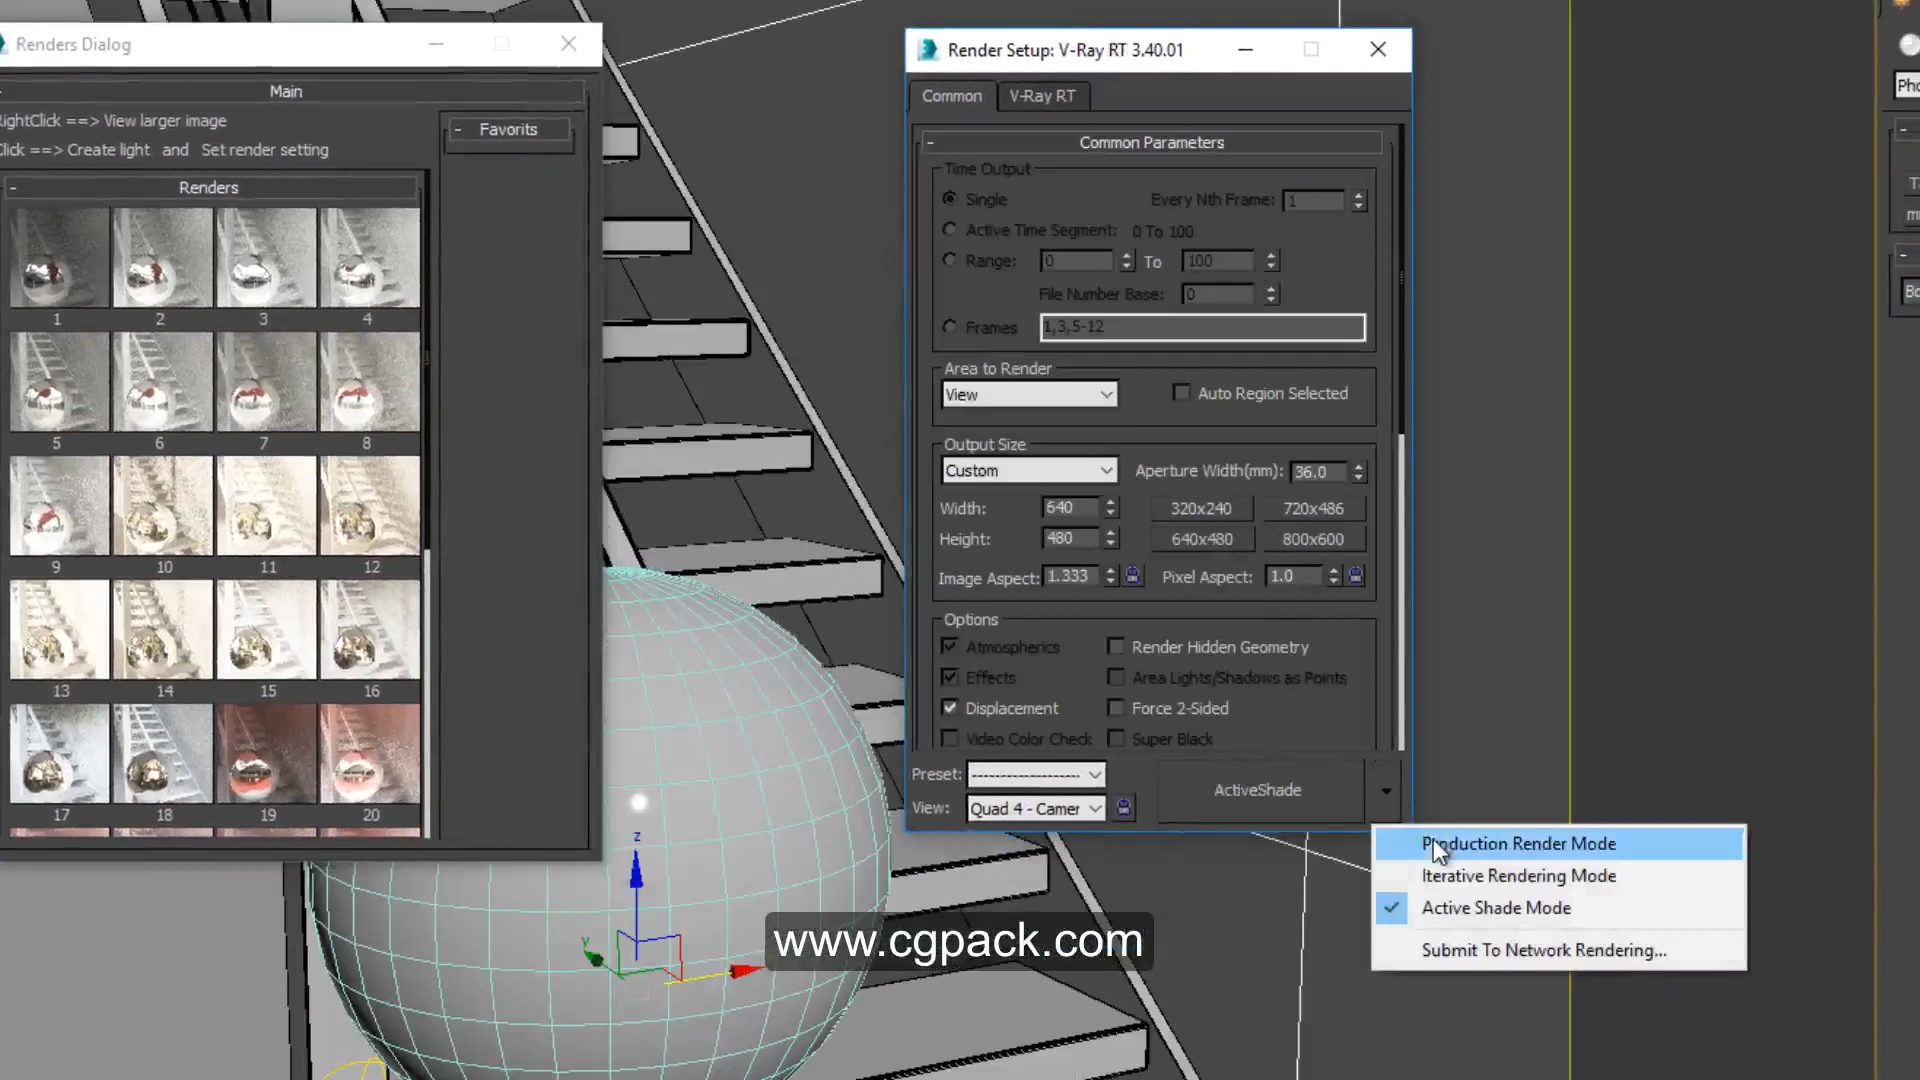 Renders Dialog
Main
RightClick ==> View larger image
Click ==> Create light and Set render setting
- Favorits
- Renders
1 2 3 4
5 6 7 8
9 10 11 12
13 14 15 16
17 18 19 20
Render Setup: V-Ray RT 3.40.01
Common V-Ray RT
- Common Parameters
Time Output
Single Every Nth Frame: 1
Active Time Segment: 0 To 100
Range: 0 To 100
File Number Base: 0
Frames 1,3,5-12
Area to Render
View Auto Region Selected
Output Size
Custom Aperture Width(mm): 36.0
Width: 640 320x240 720x486
Height: 480 640x480 800x600
Image Aspect: 1.333 Pixel Aspect: 1.0
Options
Atmospherics Render Hidden Geometry
Effects Area Lights/Shadows as Points
Displacement Force 2-Sided
Video Color Check Super Black
Preset: --------------------
View: Quad 4 - Camer
ActiveShade
Production Render Mode
Iterative Rendering Mode
Active Shade Mode
Submit To Network Rendering...
z
y
www.cgpack.com
Pho